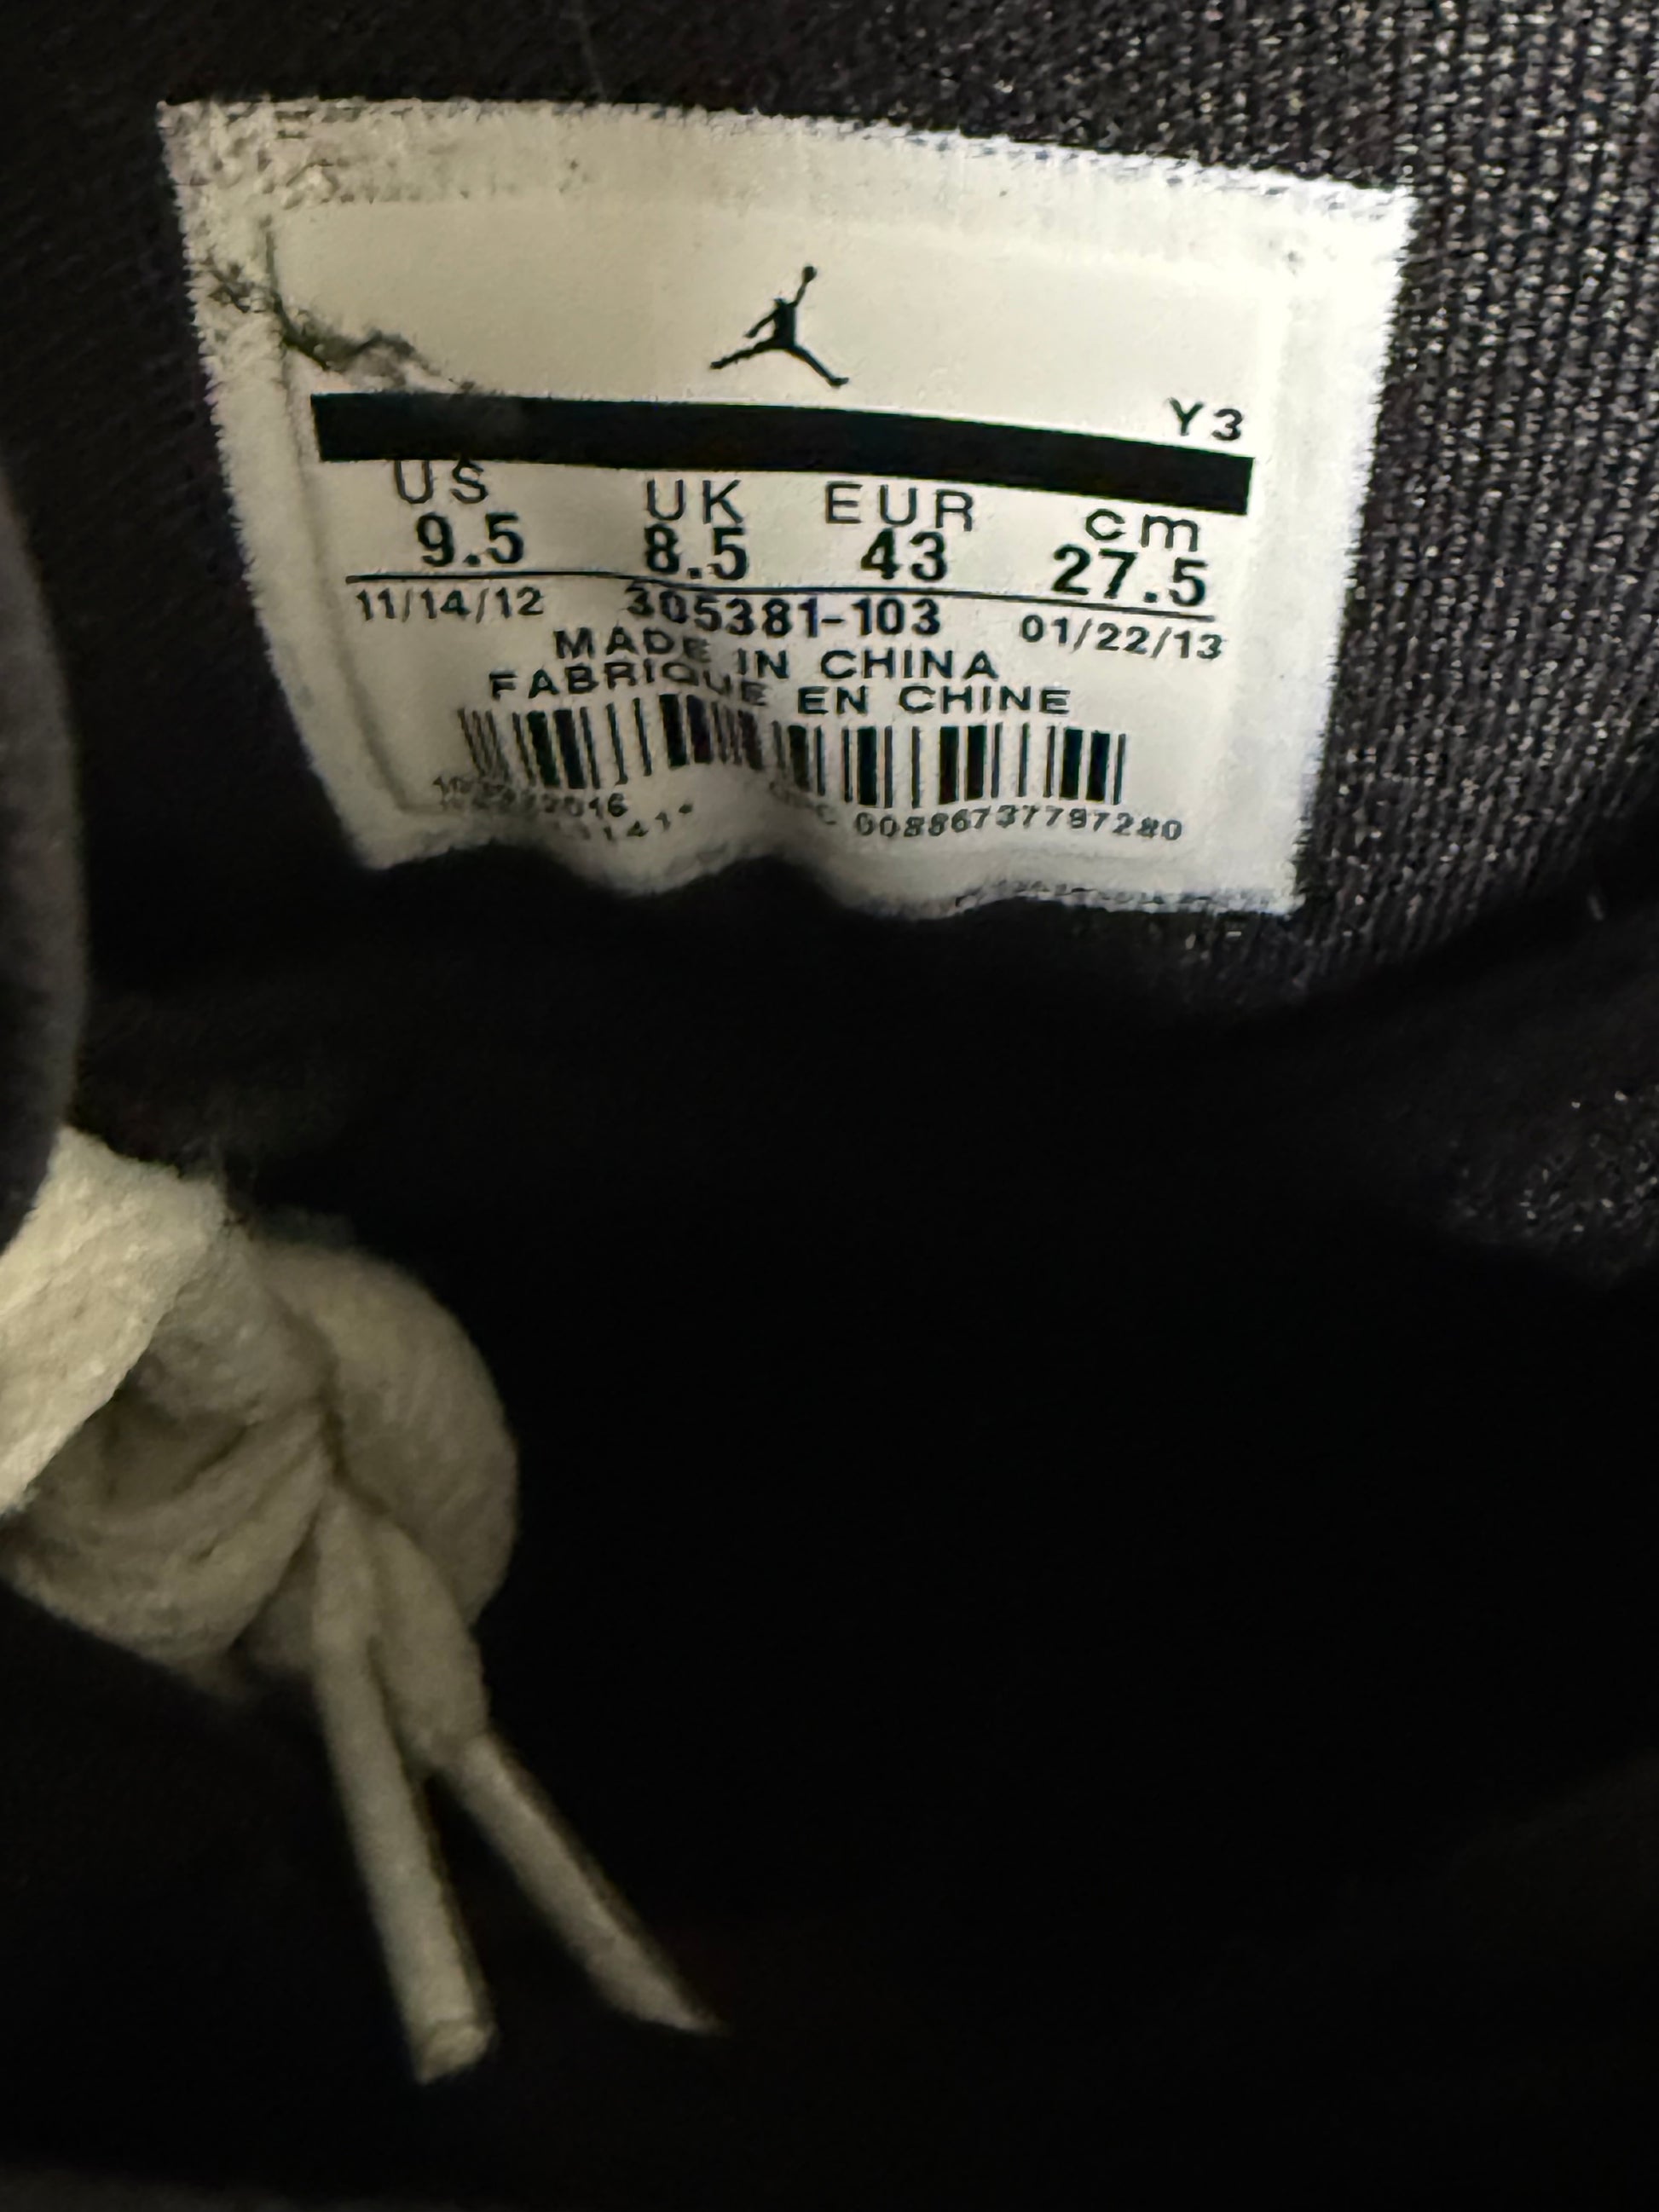 Y3
US UK EUR cm
9.5 8.5 43 27.5
11/14/12 305381-103 01/22/13
MADE IN CHINA
FABRIQUE EN CHINE
00886737797280